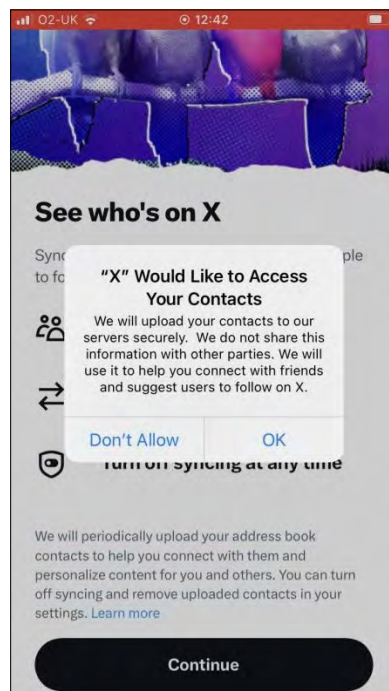 O2-UK 12:42
See who's on X
Sync ple
to fo
“X” Would Like to Access
Your Contacts
We will upload your contacts to our
servers securely. We do not share this
information with other parties. We will
use it to help you connect with friends
and suggest users to follow on X.
Don't Allow OK
Turn off syncing at any time
We will periodically upload your address book
contacts to help you connect with them and
personalize content for you and others. You can turn
off syncing and remove uploaded contacts in your
settings. Learn more
Continue